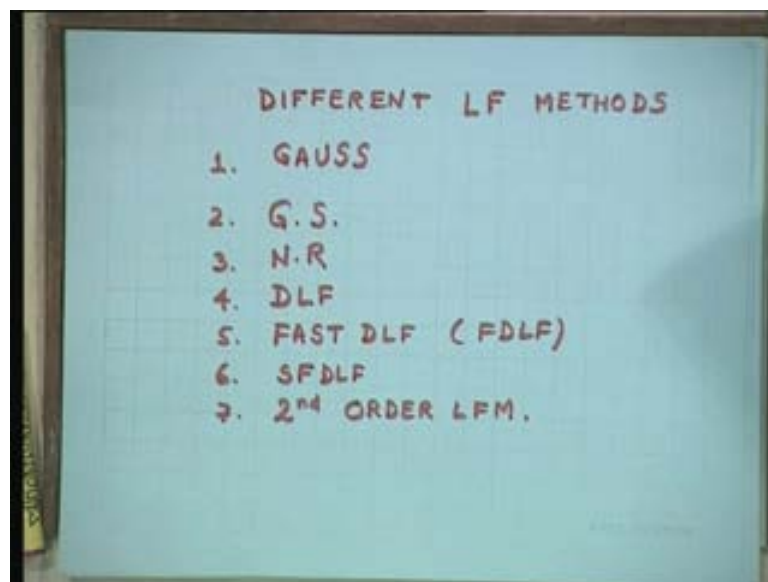 DIFFERENT LF METHODS
1. GAUSS
2. G.S.
3. N.R
4. DLF
5. FAST DLF (FDLF)
6. SFDLF
7. 2nd ORDER LFM.